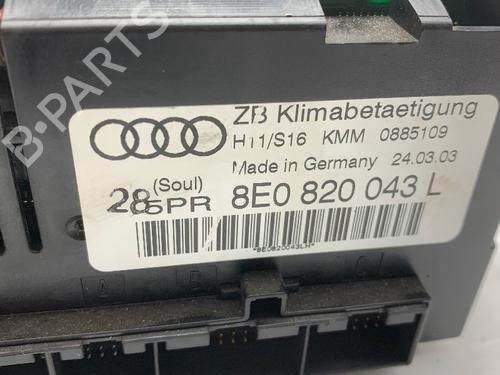 ZB Klimabetaetigung
H11/S16 KMM 0885109
Made in Germany 24.03.03
(Soul)
28 5PR 8E0 820 043 L
*8E0820043LH*
A B C